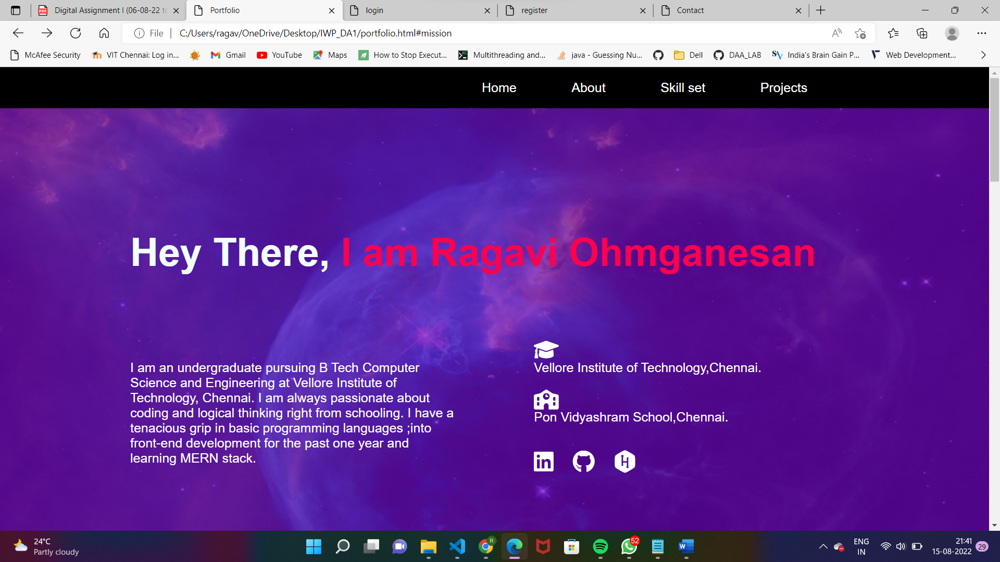 Digital Assignment I (06-08-22 to
Portfolio
login
register
Contact
File
C:/Users/ragav/OneDrive/Desktop/IWP_DA1/portfolio.html#mission
McAfee Security
VIT Chennai: Log in...
Gmail
YouTube
Maps
How to Stop Execut...
Multithreading and...
java - Guessing Nu...
Dell
DAA_LAB
India's Brain Gain P...
Web Development...
Home
About
Skill set
Projects
Hey There, I am Ragavi Ohmganesan
I am an undergraduate pursuing B Tech Computer
Science and Engineering at Vellore Institute of
Technology, Chennai. I am always passionate about
coding and logical thinking right from schooling. I have a
tenacious grip in basic programming languages ;into
front-end development for the past one year and
learning MERN stack.
Vellore Institute of Technology,Chennai.
Pon Vidyashram School,Chennai.
24°C
Partly cloudy
R
52
ENG
IN
21:41
15-08-2022
29